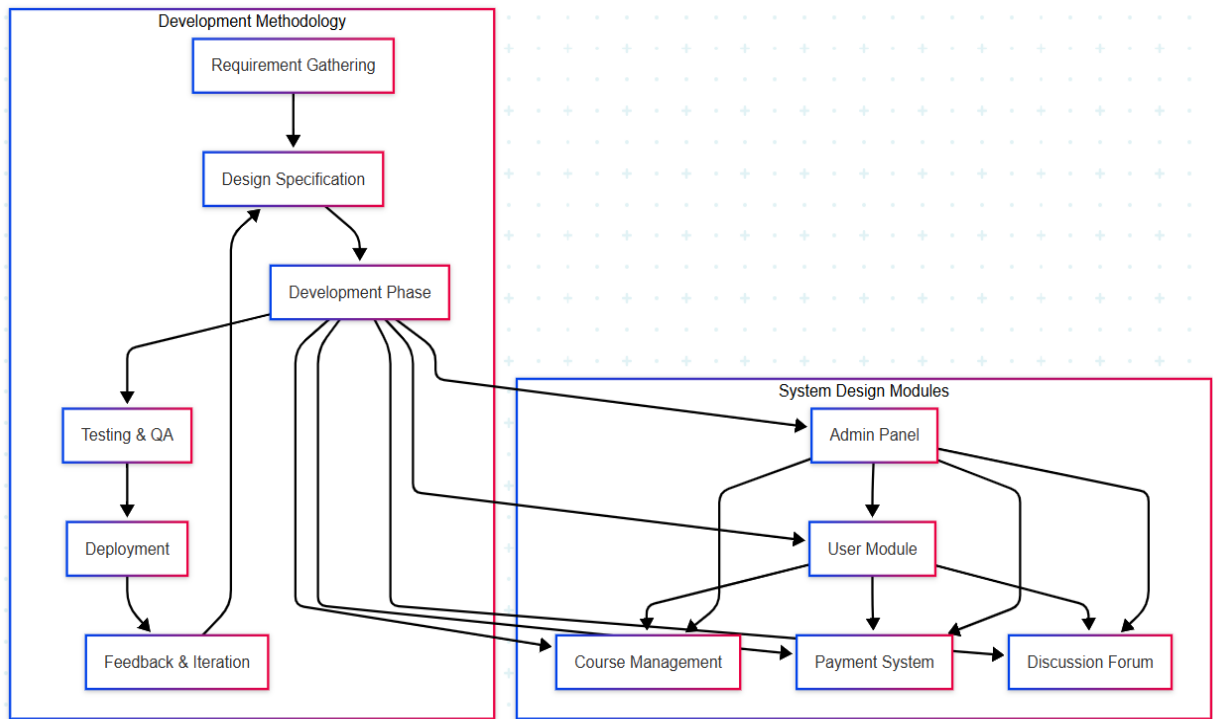 Development Methodology
Requirement Gathering
Design Specification
Development Phase
Testing & QA
Deployment
Feedback & Iteration
System Design Modules
Admin Panel
User Module
Course Management
Payment System
Discussion Forum